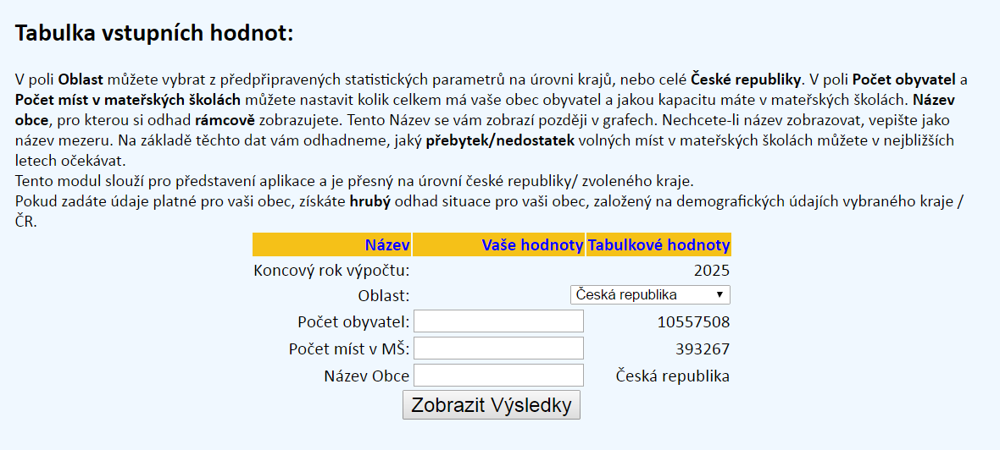 Tabulka vstupních hodnot:
V poli Oblast můžete vybrat z předpřipravených statistických parametrů na úrovni krajů, nebo celé České republiky. V poli Počet obyvatel a
Počet míst v mateřských školách můžete nastavit kolik celkem má vaše obec obyvatel a jakou kapacitu máte v mateřských školách. Název
obce, pro kterou si odhad rámcově zobrazujete. Tento Název se vám zobrazí později v grafech. Nechcete-li název zobrazovat, vepište jako
název mezeru. Na základě těchto dat vám odhadneme, jaký přebytek/nedostatek volných míst v mateřských školách můžete v nejbližších
letech očekávat.
Tento modul slouží pro představení aplikace a je přesný na úrovní české republiky/ zvoleného kraje.
Pokud zadáte údaje platné pro vaši obec, získáte hrubý odhad situace pro vaši obec, založený na demografických údajích vybraného kraje /
ČR.
Název Vaše hodnoty Tabulkové hodnoty
Koncový rok výpočtu: 2025
Oblast: Česká republika
Počet obyvatel: 10557508
Počet míst v MŠ: 393267
Název Obce Česká republika
Zobrazit Výsledky